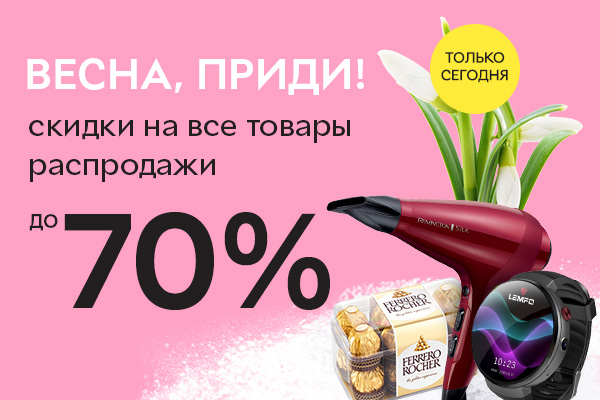 ТОЛЬКО
СЕГОДНЯ
ВЕСНА, ПРИДИ!
скидки на все товары
распродажи
до 70%
REMINGTON SILK
FERRERO
ROCHER
FERRERO
ROCHER
LEMFO
10:23